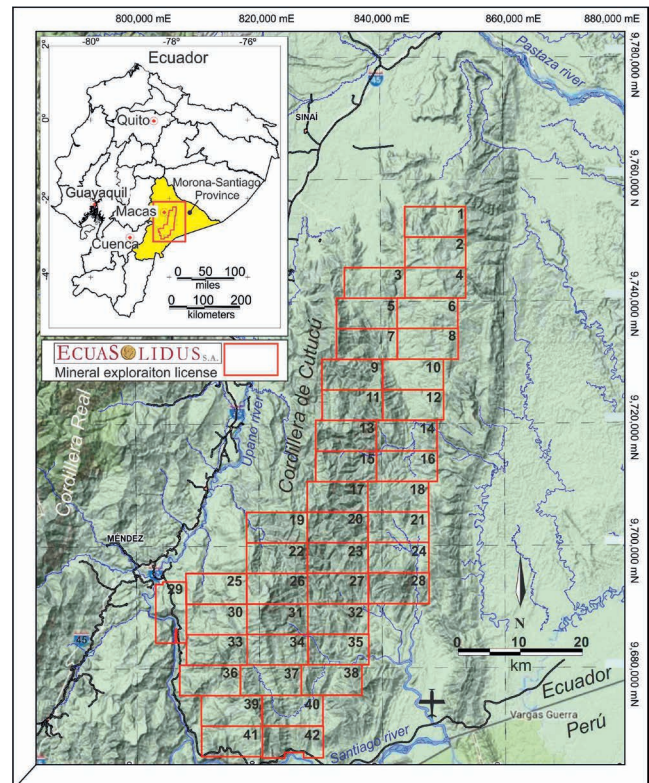 800,000 mE 820,000 mE 840,000 mE 860,000 mE 880,000 mE
-80° -78° -76°
2°
0°
-2°
-4°
Ecuador
Quito
Guayaquil
Macas
Cuenca
Morona-Santiago
Province
0 50 100
miles
0 100 200
kilometers
ECUASOLIDUS S.A.
Mineral exploraiton license
9,780,000 mN
9,760,000 N
9,740,000 mN
9,720,000 mN
9,700,000 mN
9,680,000 mN
Pastaza river
45
SINAÍ
Cordillera Real
Upano river
Cordillera de Cutucú
MÉNDEZ
45
1
2
3 4
5 6
7 8
9 10
11 12
13 14
15 16
17 18
19 20 21
22 23 24
25 26 27 28
29
30 31 32
33 34 35
36 37 38
39 40
41 42
N
0 10 20
km
Ecuador
Vargas Guerra
Perú
Santiago river